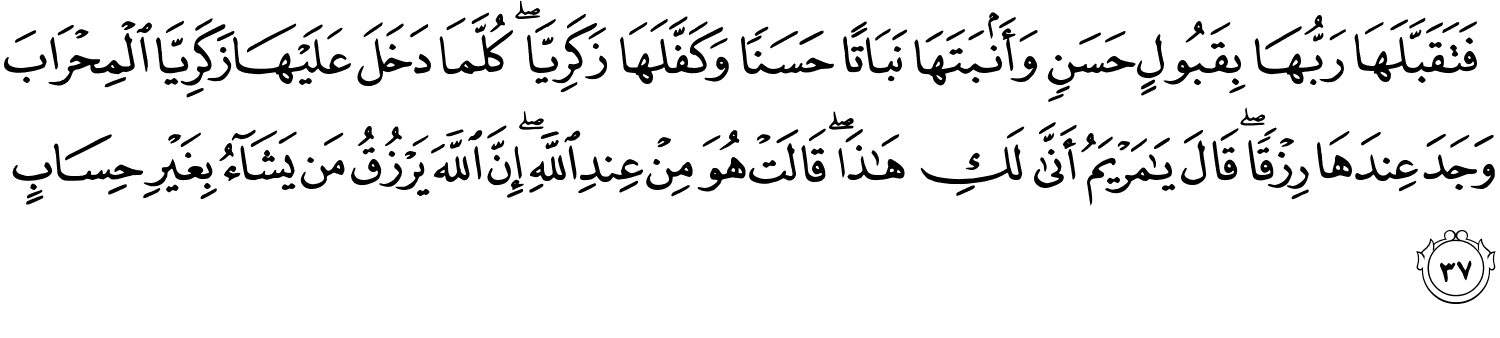 فَتَقَبَّلَهَا رَبُّهَا بِقَبُولٍ حَسَنٍ وَأَنۢبَتَهَا نَبَاتًا حَسَنٗا وَكَفَّلَهَا زَكَرِيَّاۖ كُلَّمَا دَخَلَ عَلَيۡهَا زَكَرِيَّا ٱلۡمِحۡرَابَ
وَجَدَ عِندَهَا رِزۡقٗاۖ قَالَ يَٰمَرۡيَمُ أَنَّىٰ لَكِ هَٰذَاۖ قَالَتۡ هُوَ مِنۡ عِندِ ٱللَّهِۖ إِنَّ ٱللَّهَ يَرۡزُقُ مَن يَشَآءُ بِغَيۡرِ حِسَابٍ
٣٧